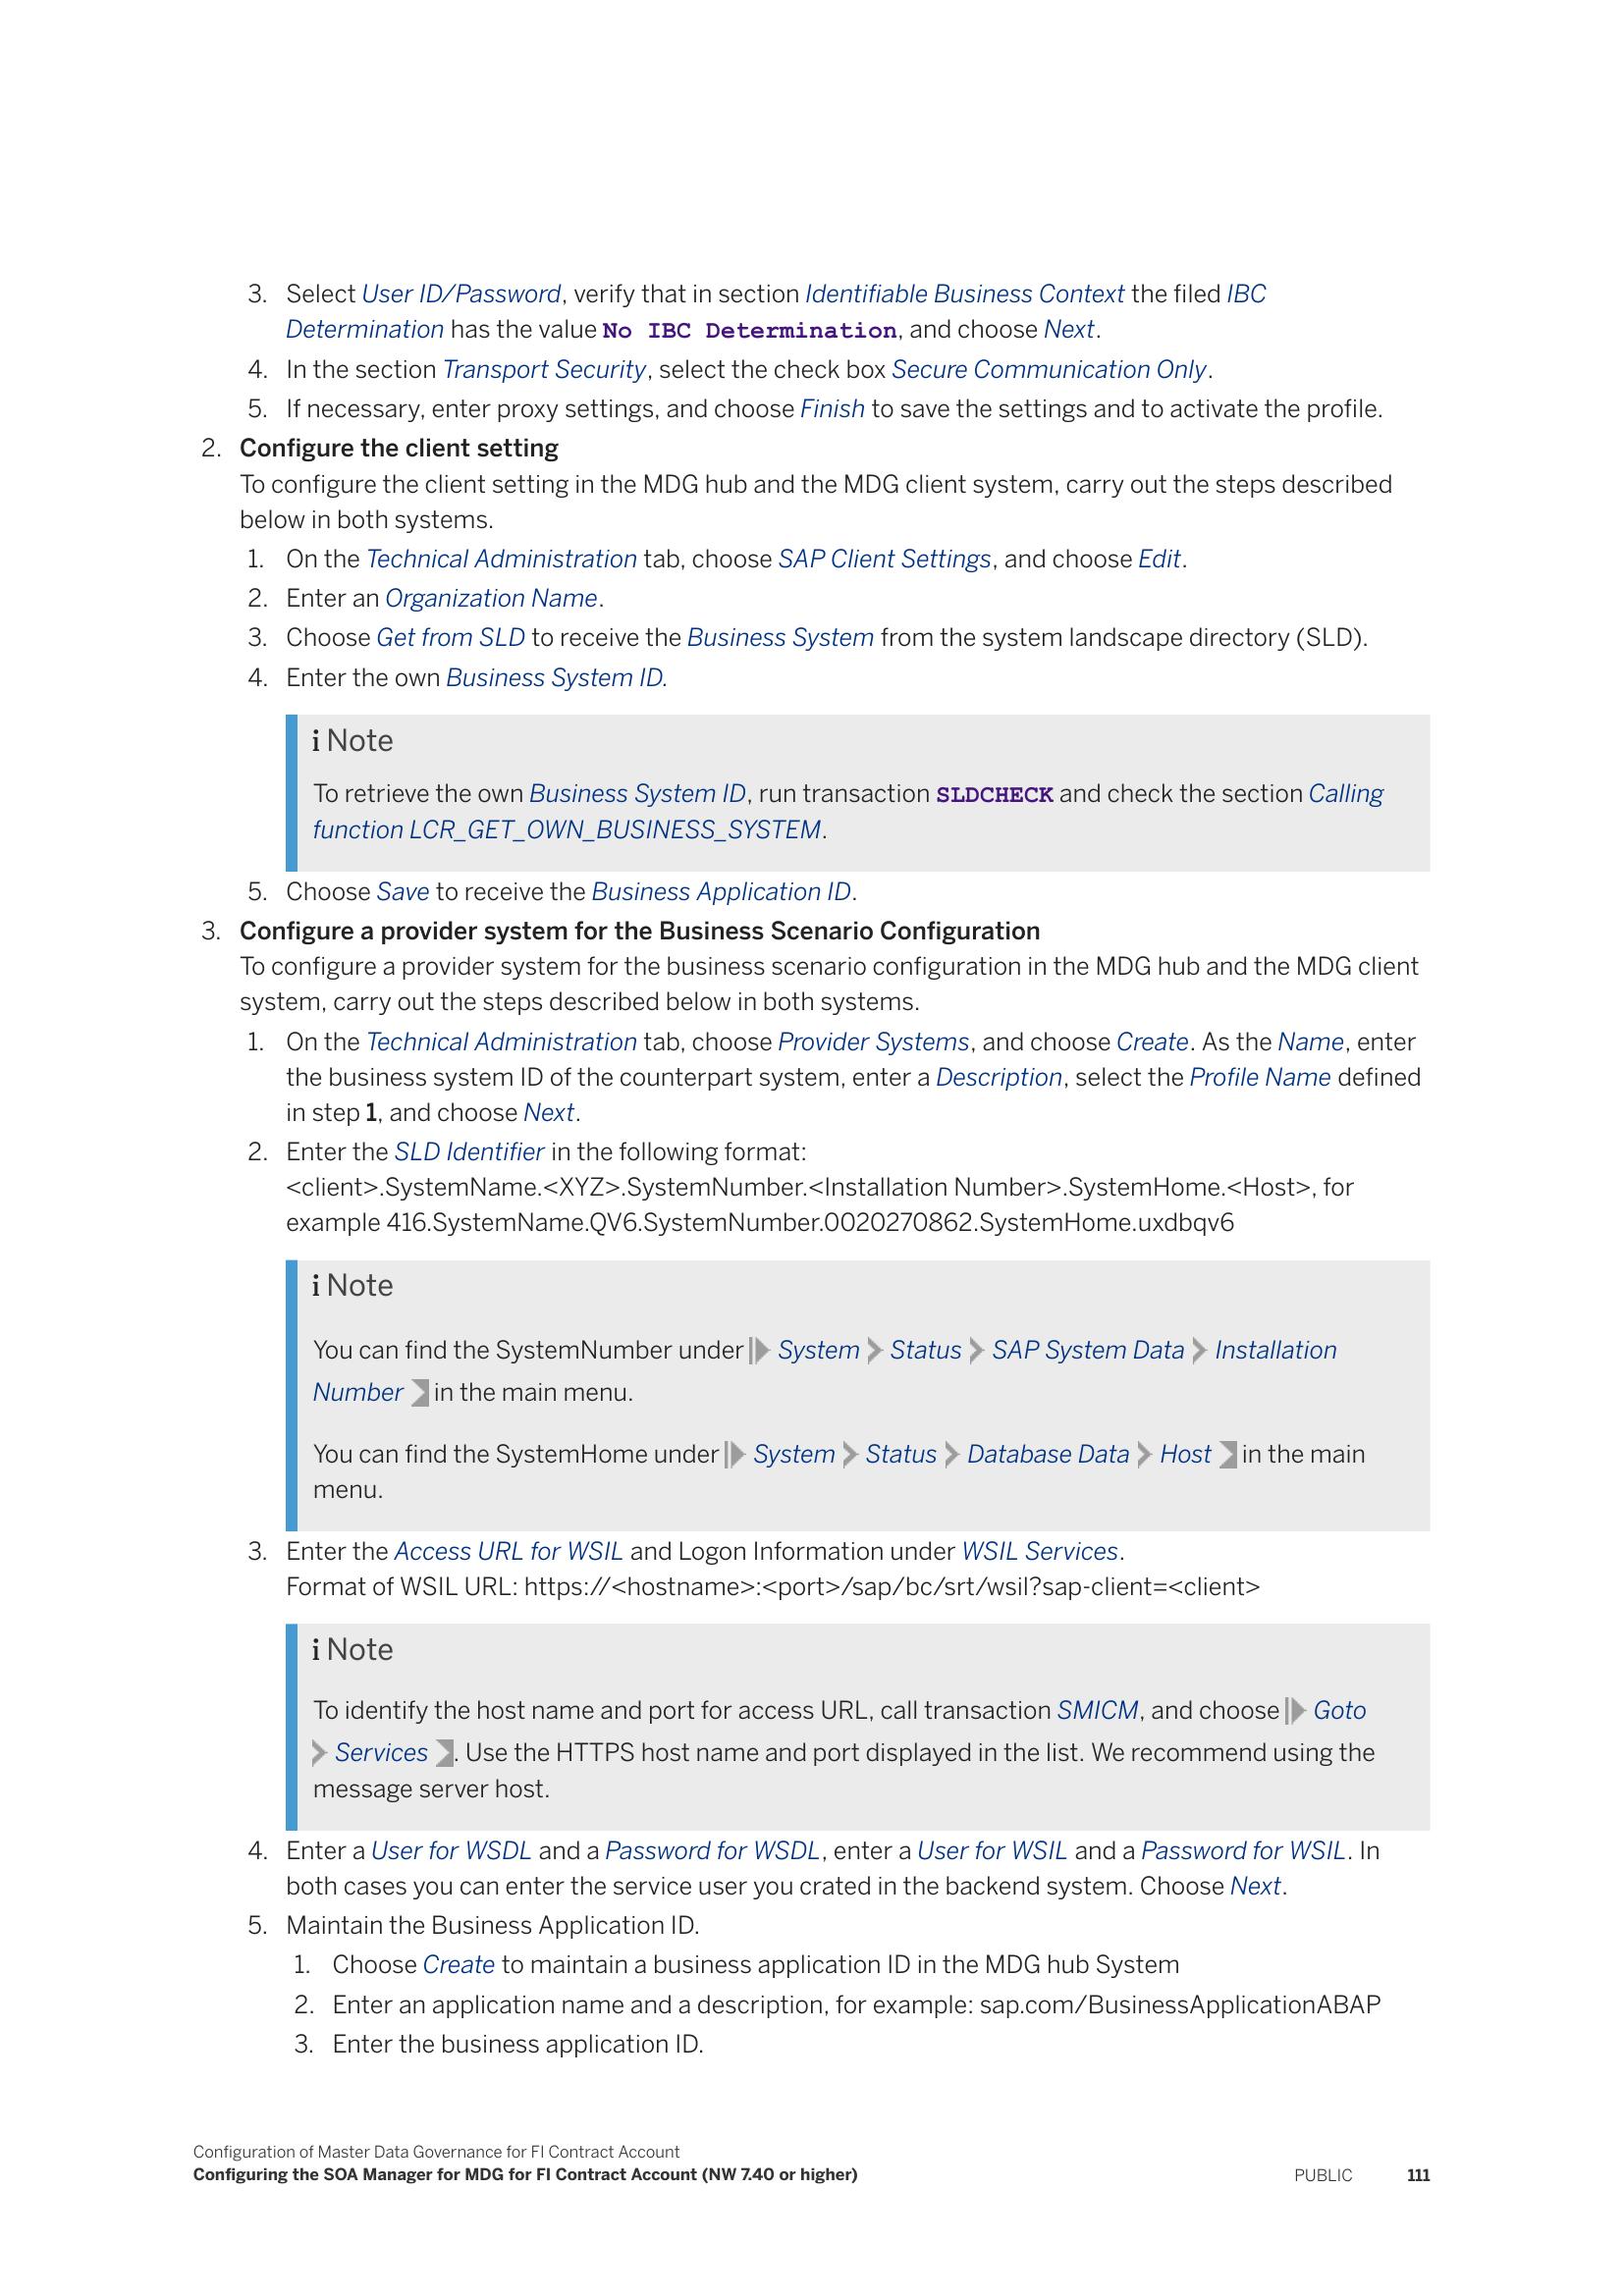 3. Select User ID/Password, verify that in section Identifiable Business Context the filed IBC
Determination has the value No IBC Determination, and choose Next.
4. In the section Transport Security, select the check box Secure Communication Only.
5. If necessary, enter proxy settings, and choose Finish to save the settings and to activate the profile.
2. Configure the client setting
To configure the client setting in the MDG hub and the MDG client system, carry out the steps described
below in both systems.
1. On the Technical Administration tab, choose SAP Client Settings, and choose Edit.
2. Enter an Organization Name.
3. Choose Get from SLD to receive the Business System from the system landscape directory (SLD).
4. Enter the own Business System ID.
i Note
To retrieve the own Business System ID, run transaction SLDCHECK and check the section Calling
function LCR_GET_OWN_BUSINESS_SYSTEM.
5. Choose Save to receive the Business Application ID.
3. Configure a provider system for the Business Scenario Configuration
To configure a provider system for the business scenario configuration in the MDG hub and the MDG client
system, carry out the steps described below in both systems.
1. On the Technical Administration tab, choose Provider Systems, and choose Create. As the Name, enter
the business system ID of the counterpart system, enter a Description, select the Profile Name defined
in step 1, and choose Next.
2. Enter the SLD Identifier in the following format:
<client>.SystemName.<XYZ>.SystemNumber.<Installation Number>.SystemHome.<Host>, for
example 416.SystemName.QV6.SystemNumber.0020270862.SystemHome.uxdbqv6
i Note
You can find the SystemNumber under System Status SAP System Data Installation
Number in the main menu.
You can find the SystemHome under System Status Database Data Host in the main
menu.
3. Enter the Access URL for WSIL and Logon Information under WSIL Services.
Format of WSIL URL: https://<hostname>:<port>/sap/bc/srt/wsil?sap-client=<client>
i Note
To identify the host name and port for access URL, call transaction SMICM, and choose Goto
Services . Use the HTTPS host name and port displayed in the list. We recommend using the
message server host.
4. Enter a User for WSDL and a Password for WSDL, enter a User for WSIL and a Password for WSIL. In
both cases you can enter the service user you crated in the backend system. Choose Next.
5. Maintain the Business Application ID.
1. Choose Create to maintain a business application ID in the MDG hub System
2. Enter an application name and a description, for example: sap.com/BusinessApplicationABAP
3. Enter the business application ID.
Configuration of Master Data Governance for FI Contract Account
Configuring the SOA Manager for MDG for FI Contract Account (NW 7.40 or higher) PUBLIC 111